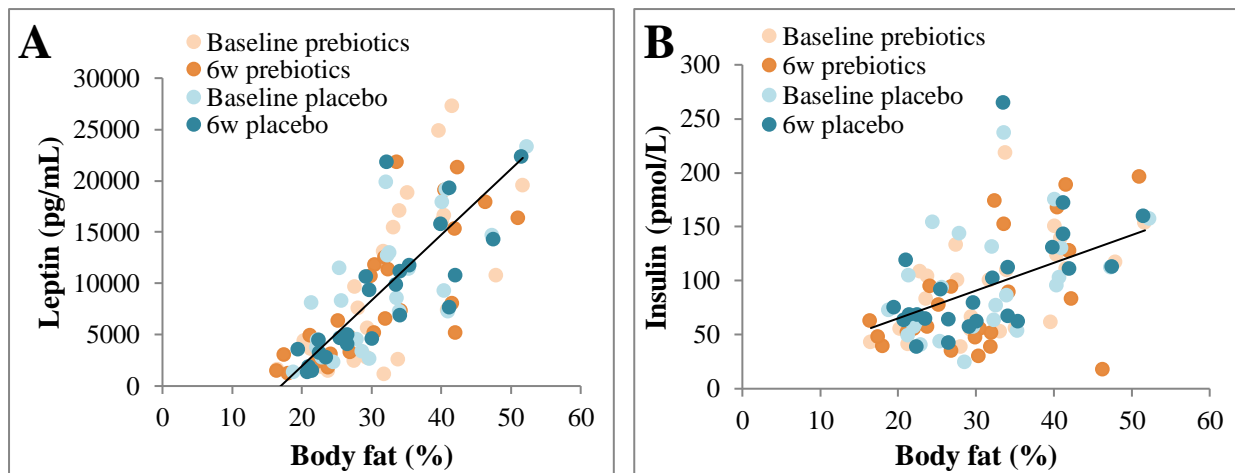 A
Baseline prebiotics
6w prebiotics
Baseline placebo
6w placebo
Leptin (pg/mL)
30000
25000
20000
15000
10000
5000
0
0 10 20 30 40 50 60
Body fat (%)
B
Baseline prebiotics
6w prebiotics
Baseline placebo
6w placebo
Insulin (pmol/L)
300
250
200
150
100
50
0
0 10 20 30 40 50 60
Body fat (%)